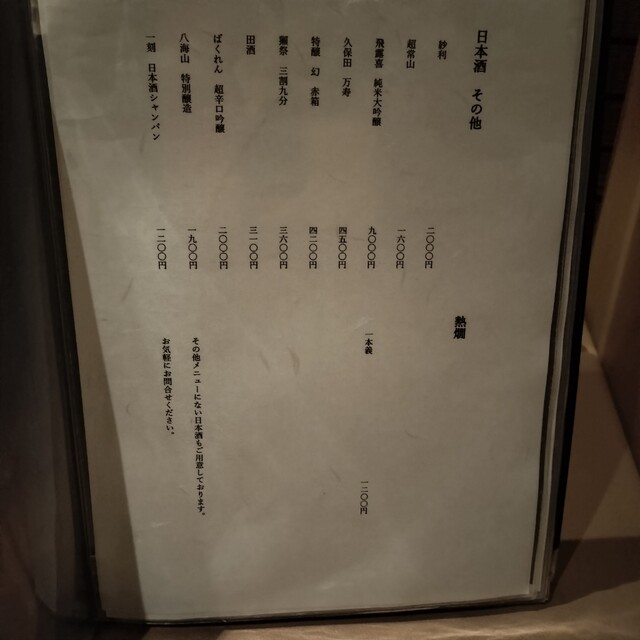 日本酒 その他
紗利 二〇〇〇円
超常山 一六〇〇円
飛露喜 純米大吟醸 九〇〇〇円
久保田 万寿 四五〇〇円
特醸 幻 赤箱 四二〇〇円
獺祭 三割九分 三六〇〇円
田酒 三一〇〇円
ばくれん 超辛口吟醸 二〇〇〇円
八海山 特別醸造 一九〇〇円
一刻 日本酒シャンパン 一二〇〇円
熱燗
一本義 一二〇〇円
その他メニューにない日本酒もご用意しております。
お気軽にお問合せください。